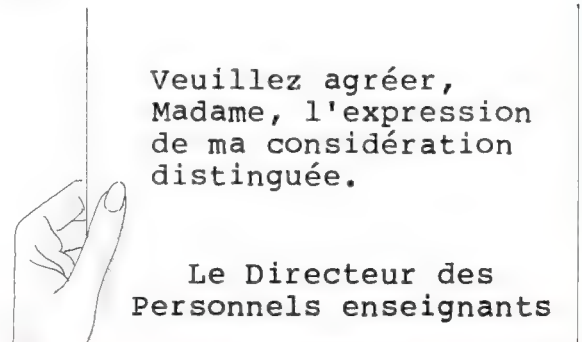 Veuillez agréer,
Madame, l'expression
de ma considération
distinguée.
Le Directeur des
Personnels enseignants